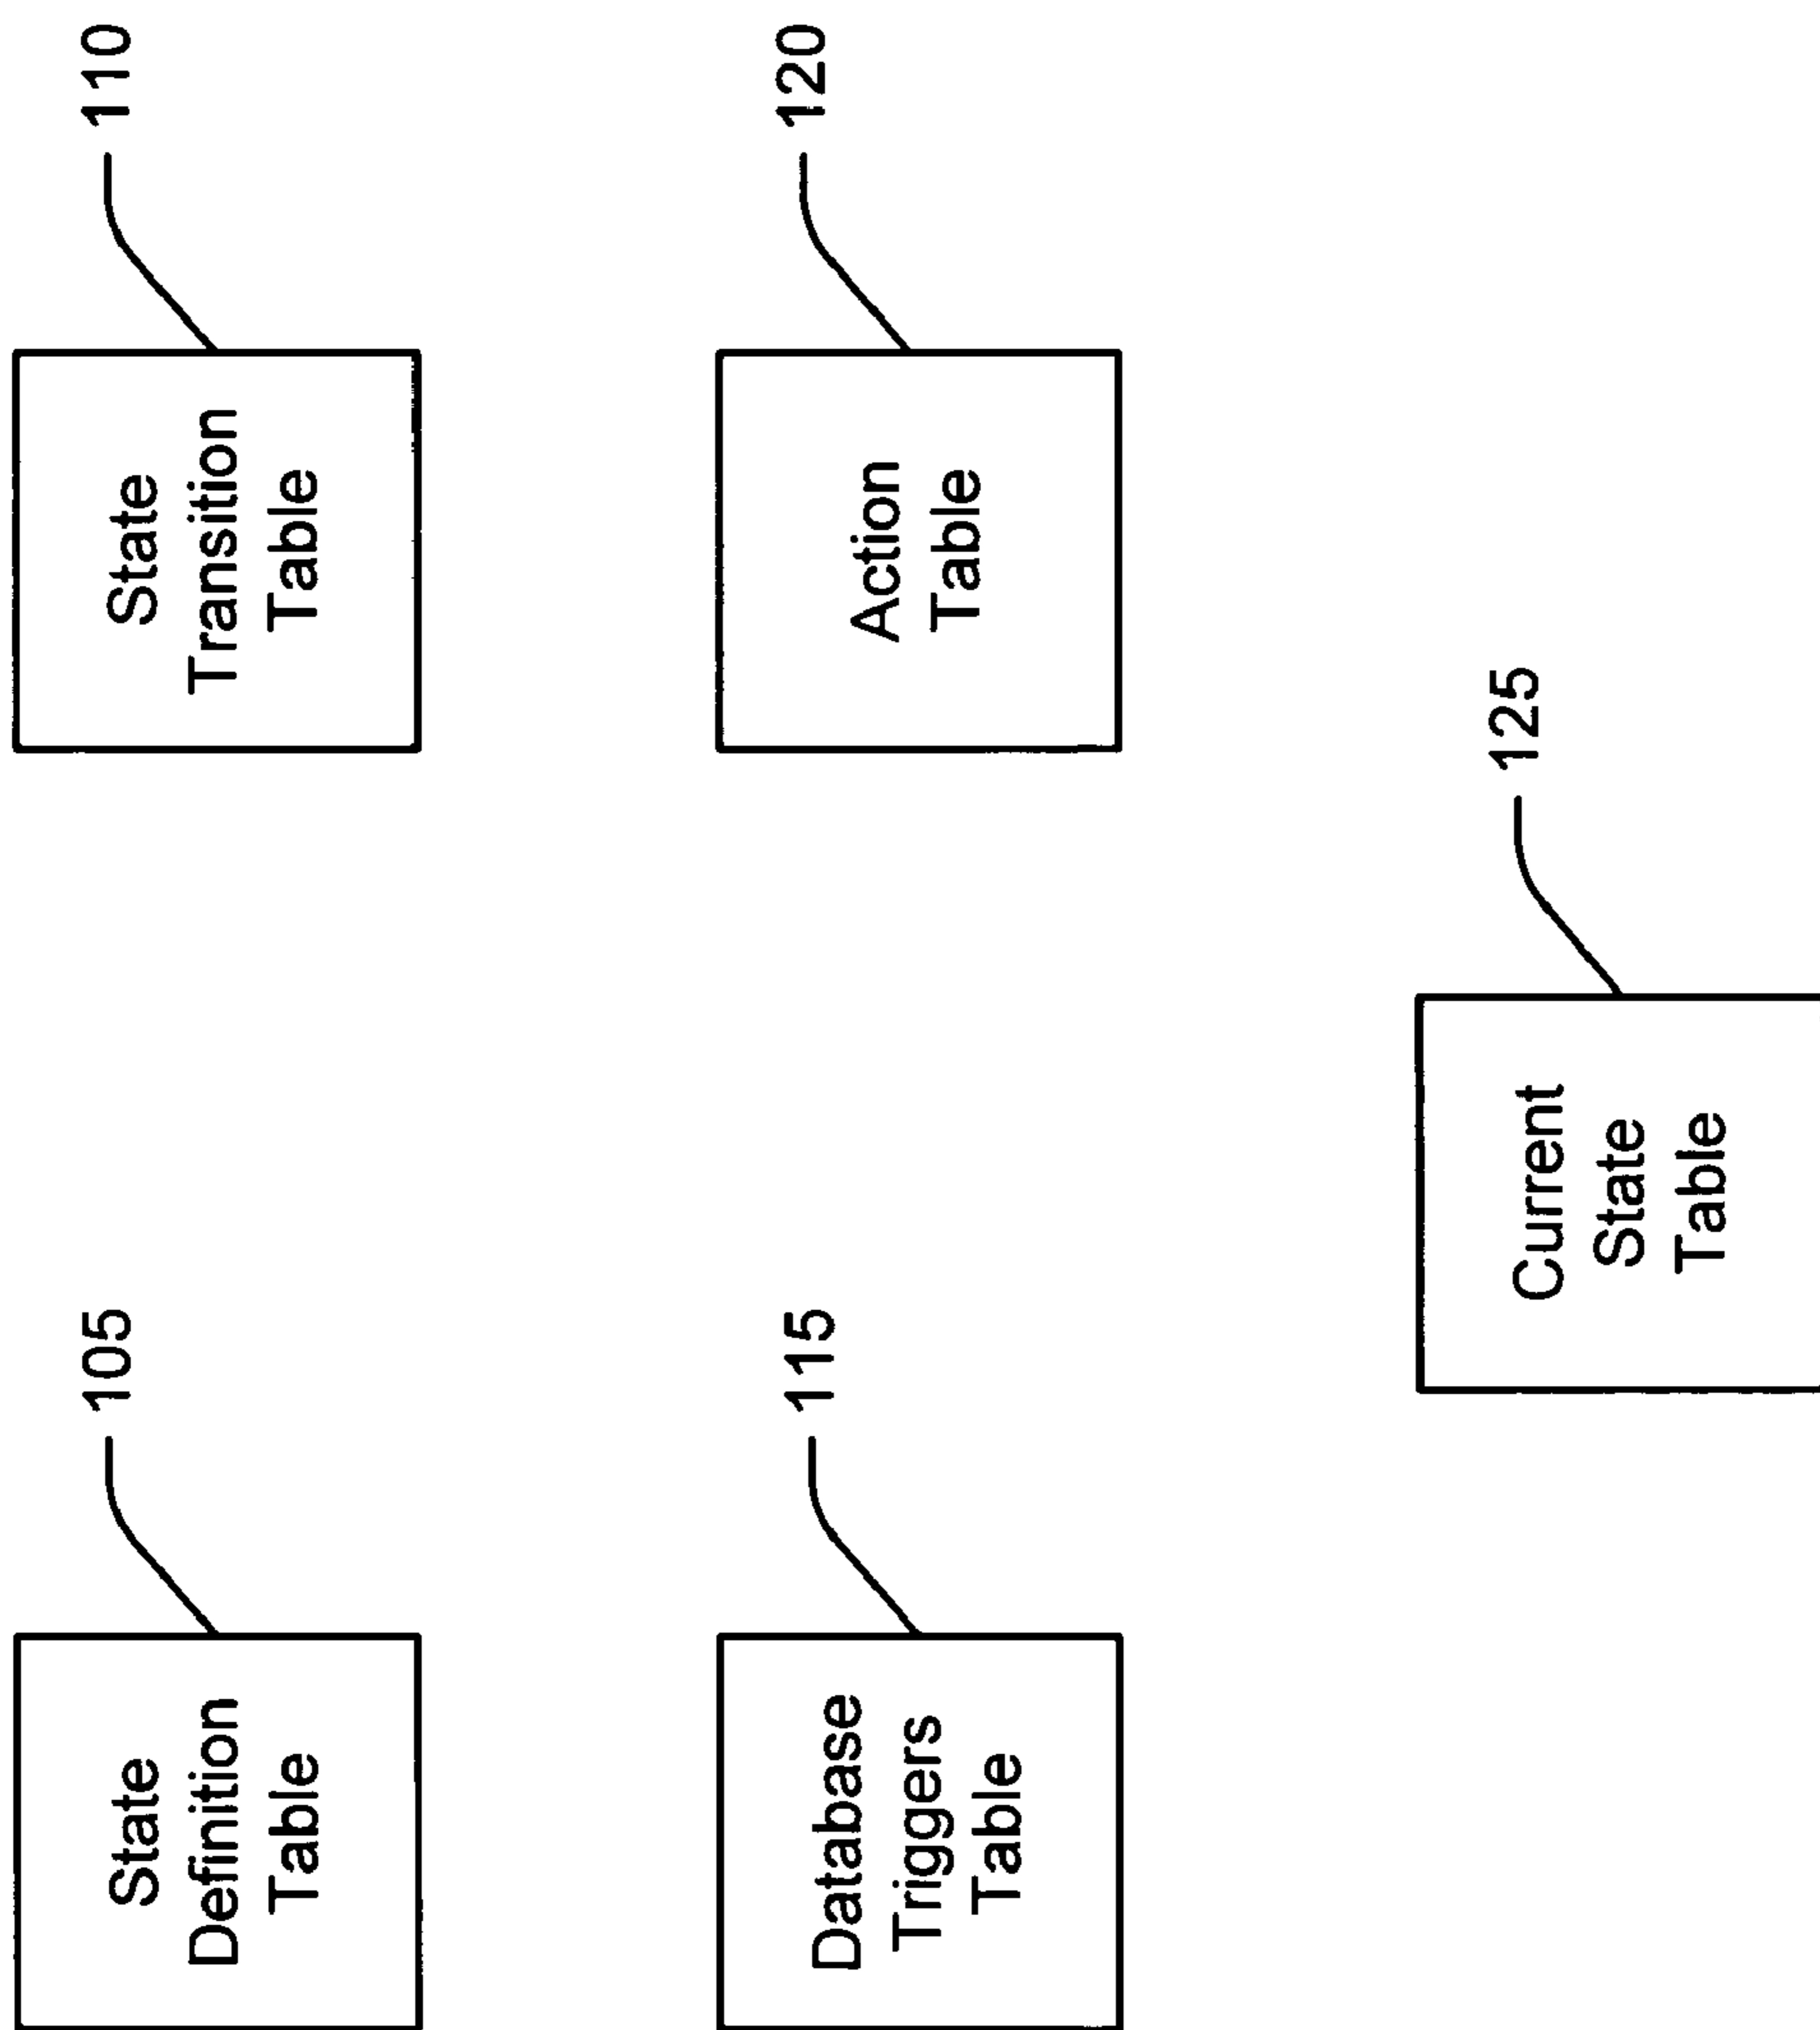 105
State
Definition
Table
110
State
Transition
Table
115
Database
Triggers
Table
120
Action
Table
125
Current
State
Table